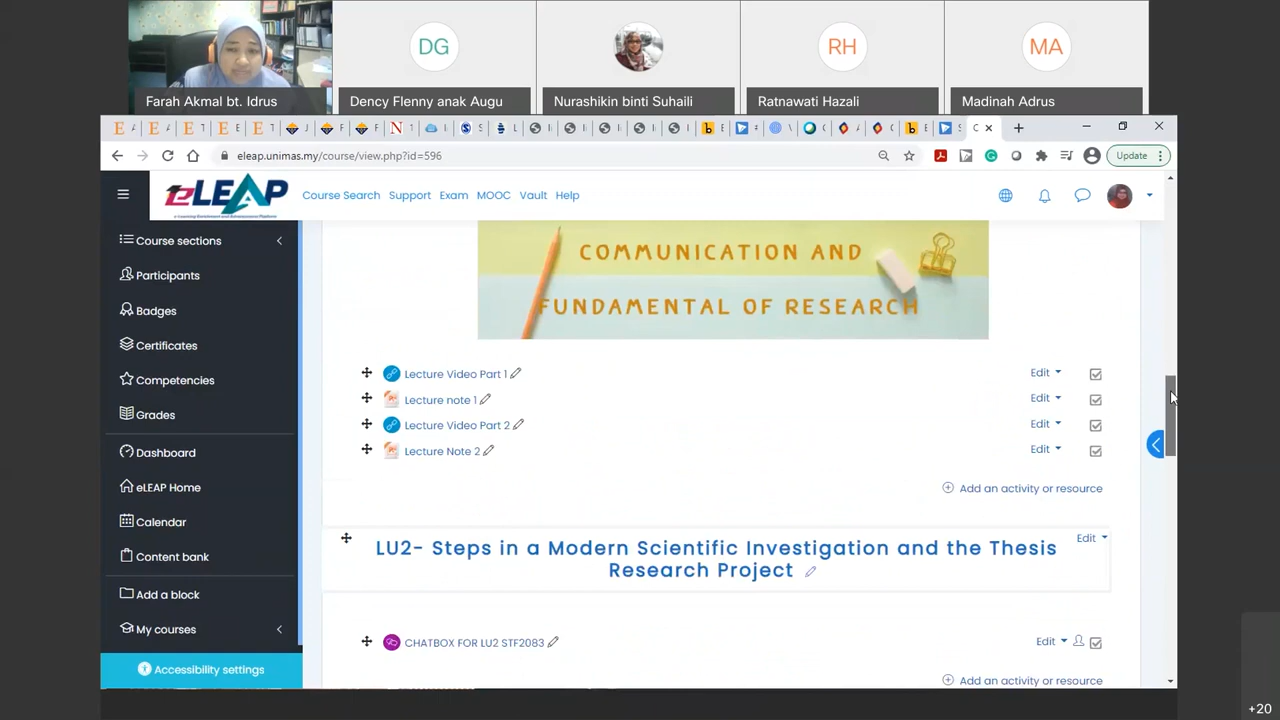 DG
RH
MA
Farah Akmal bt. Idrus
Dency Flenny anak Augu
Nurashikin binti Suhaili
Ratnawati Hazali
Madinah Adrus
eleap.unimas.my/course/view.php?id=596
Update
eLEAP
Course Search
Support
Exam
MOOC
Vault
Help
Course sections
Participants
Badges
Certificates
Competencies
Grades
Dashboard
eLEAP Home
Calendar
Content bank
Add a block
My courses
Accessibility settings
COMMUNICATION AND
FUNDAMENTAL OF RESEARCH
Lecture Video Part 1
Edit
Lecture note 1
Edit
Lecture Video Part 2
Edit
Lecture Note 2
Edit
Add an activity or resource
LU2- Steps in a Modern Scientific Investigation and the Thesis
Research Project
Edit
CHATBOX FOR LU2 STF2083
Edit
Add an activity or resource
+20